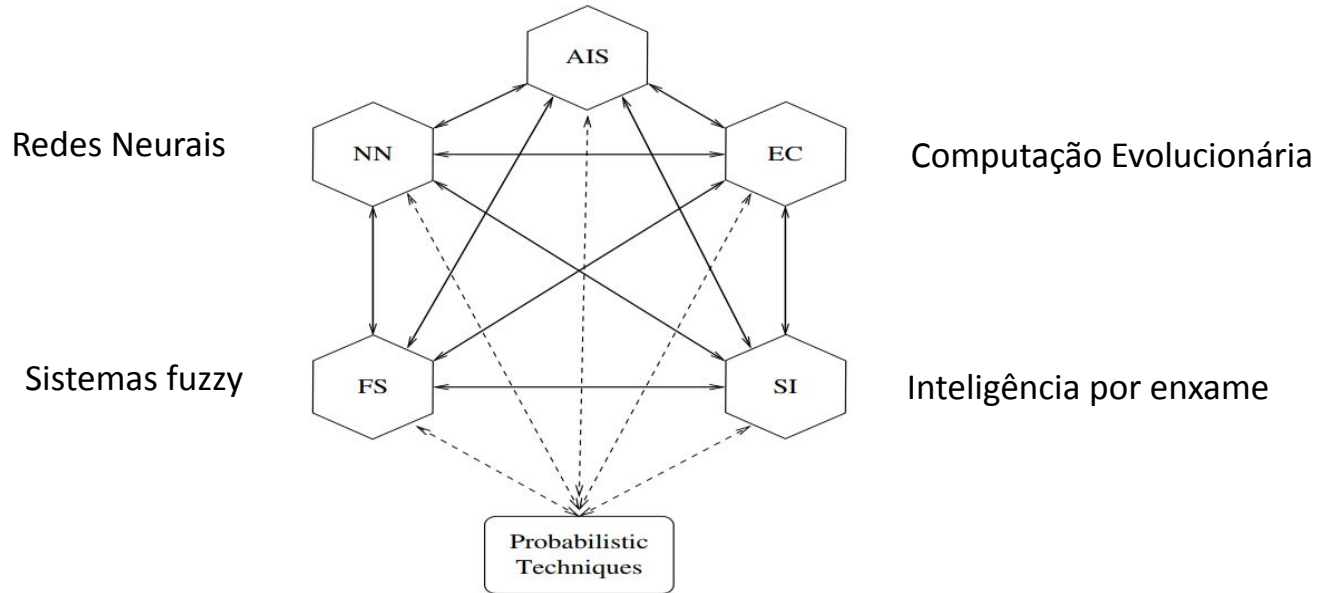 AIS
Redes Neurais
NN
EC
Computação Evolucionária
Sistemas fuzzy
FS
SI
Inteligência por enxame
Probabilistic
Techniques